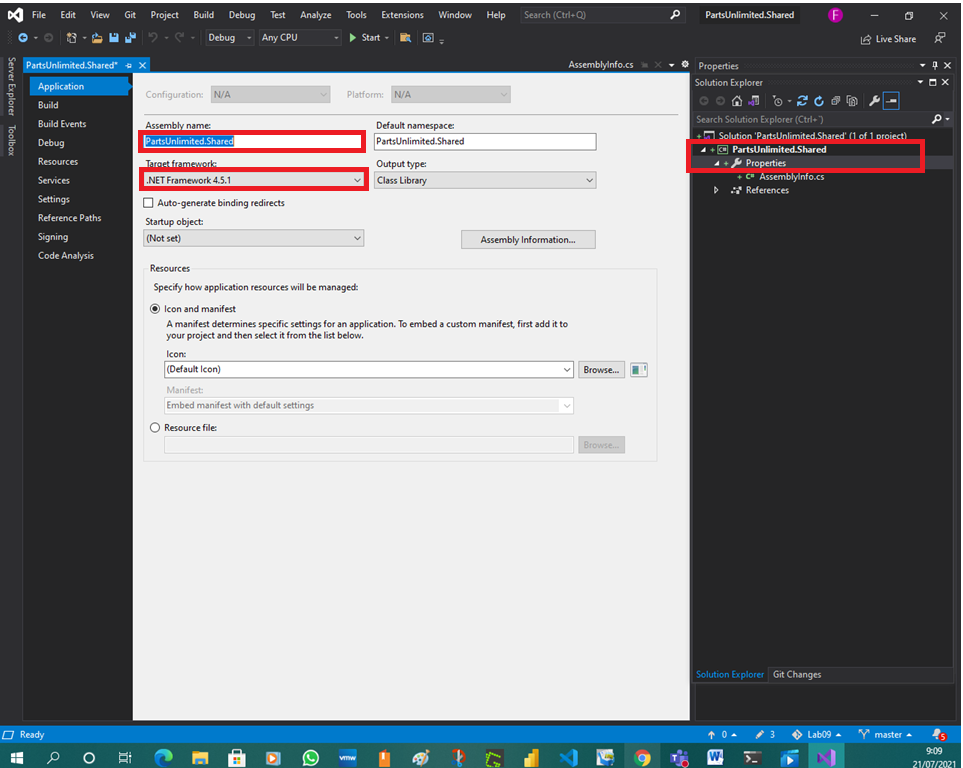 File Edit View Git Project Build Debug Test Analyze Tools Extensions Window Help Search (Ctrl+Q) PartsUnlimited.Shared F
Debug Any CPU Start Live Share
Server Explorer
Toolbox
PartsUnlimited.Shared* AssemblyInfo.cs
Application
Build
Build Events
Debug
Resources
Services
Settings
Reference Paths
Signing
Code Analysis
Configuration: N/A Platform: N/A
Assembly name: Default namespace:
PartsUnlimited.Shared PartsUnlimited.Shared
Target framework: Output type:
.NET Framework 4.5.1 Class Library
Auto-generate binding redirects
Startup object:
(Not set) Assembly Information...
Resources
Specify how application resources will be managed:
Icon and manifest
A manifest determines specific settings for an application. To embed a custom manifest, first add it to
your project and then select it from the list below.
Icon:
(Default Icon) Browse...
Manifest:
Embed manifest with default settings
Resource file:
Browse...
Properties
Solution Explorer
Search Solution Explorer (Ctrl+¨)
Solution 'PartsUnlimited.Shared' (1 of 1 project)
PartsUnlimited.Shared
Properties
C# AssemblyInfo.cs
References
Solution Explorer Git Changes
Ready 0 3 Lab09 master 5
vmw W
9:09
21/07/2021